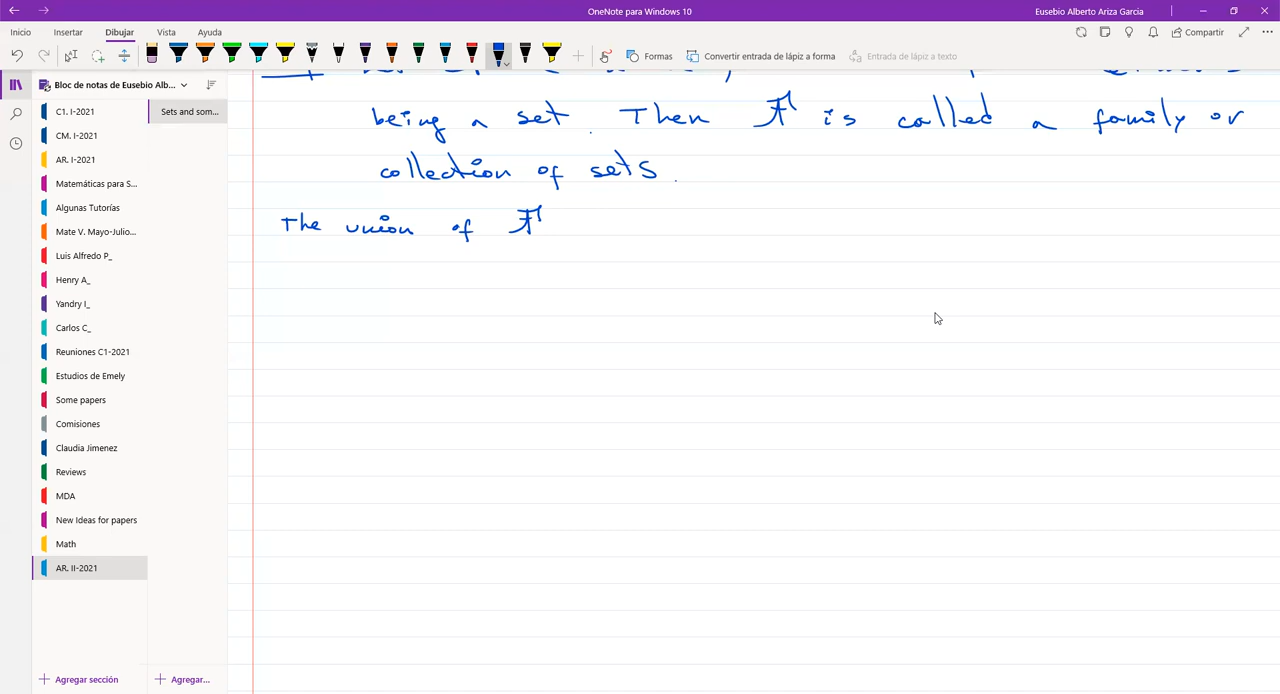 OneNote para Windows 10
Eusebio Alberto Ariza Garcia
Inicio Insertar Dibujar Vista Ayuda
Compartir
Formas Convertir entrada de lápiz a forma Entrada de lápiz a texto
Bloc de notas de Eusebio Alb...
Sets and som...
C1. I-2021
CM. I-2021
AR. I-2021
Matemáticas para S...
Algunas Tutorías
Mate V. Mayo-Julio...
Luis Alfredo P_
Henry A_
Yandry I_
Carlos C_
Reuniones C1-2021
Estudios de Emely
Some papers
Comisiones
Claudia Jimenez
Reviews
MDA
New Ideas for papers
Math
AR. II-2021
Agregar sección
Agregar...
being a set. Then ℱ is called a family or
collection of sets.
The union of ℱ